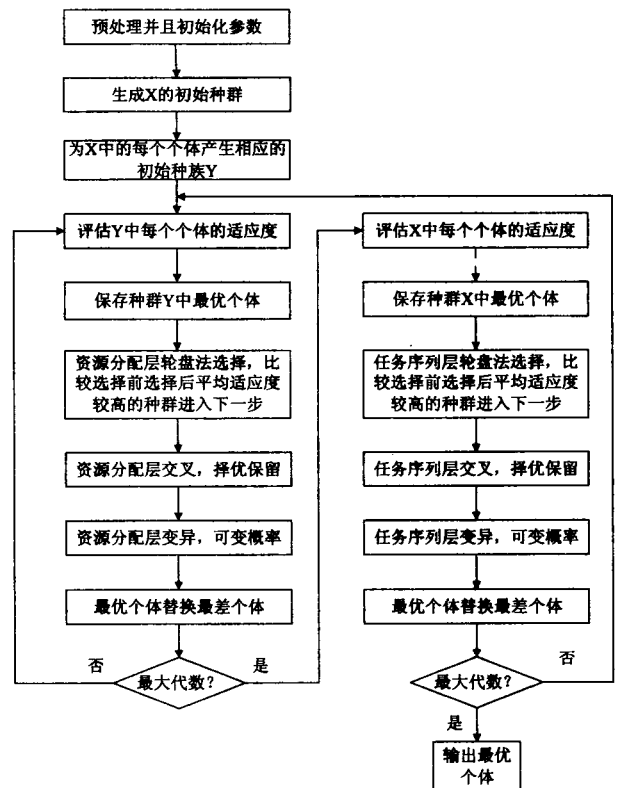 预处理并且初始化参数
生成X的初始种群
为X中的每个个体产生相应的
初始种族Y
评估Y中每个个体的适应度
保存种群Y中最优个体
资源分配层轮盘法选择，比
较选择前选择后平均适应度
较高的种群进入下一步
资源分配层交叉，择优保留
资源分配层变异，可变概率
最优个体替换最差个体
否
最大代数？
是
评估X中每个个体的适应度
保存种群X中最优个体
任务序列层轮盘法选择，比
较选择前选择后平均适应度
较高的种群进入下一步
任务序列层交叉，择优保留
任务序列层变异，可变概率
最优个体替换最差个体
否
最大代数？
是
输出最优
个体